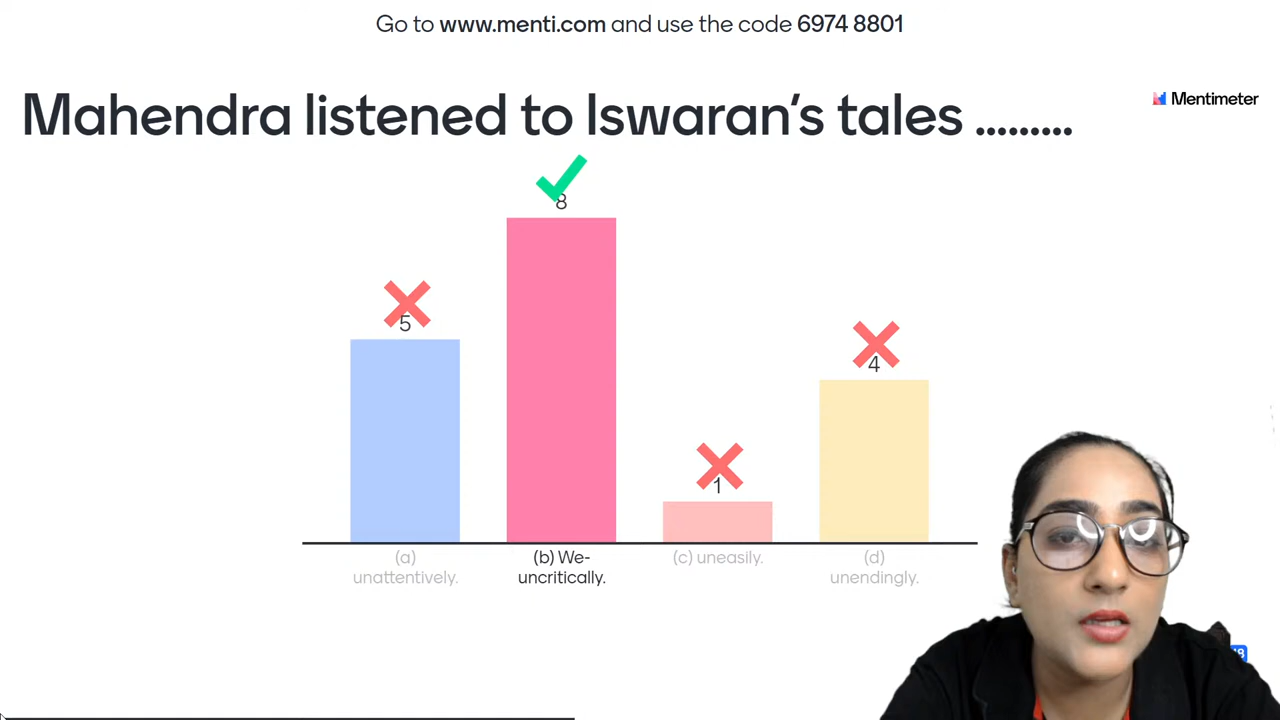 Go to www.menti.com and use the code 6974 8801
Mahendra listened to Iswaran's tales .........
Mentimeter
8
5
4
1
(a)
unattentively.
(b) We-
uncritically.
(c) uneasily.
(d)
unendingly.